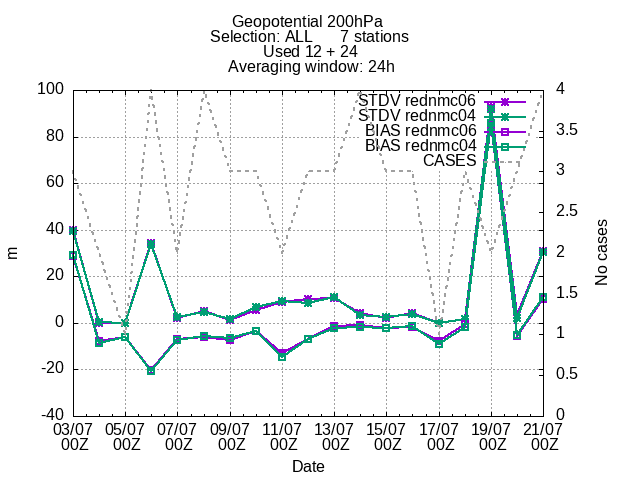 Geopotential 200hPa
Selection: ALL 7 stations
Used 12 + 24
Averaging window: 24h
STDV rednmc06
STDV rednmc04
BIAS rednmc06
BIAS rednmc04
CASES
100
80
60
40
20
0
-20
-40
m
4
3.5
3
2.5
2
1.5
1
0.5
0
No cases
03/07 05/07 07/07 09/07 11/07 13/07 15/07 17/07 19/07 21/07
00Z 00Z 00Z 00Z 00Z 00Z 00Z 00Z 00Z 00Z
Date